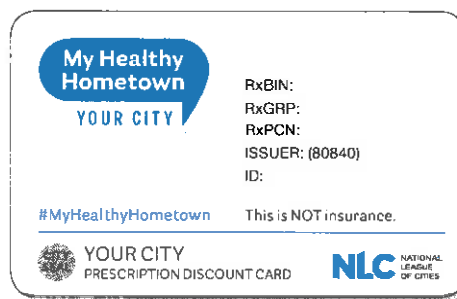 My Healthy
Hometown
YOUR CITY
RxBIN:
RxGRP:
RxPCN:
ISSUER: (80840)
ID:
#MyHealthyHometown
This is NOT insurance.
YOUR CITY
PRESCRIPTION DISCOUNT CARD
NLC NATIONAL
LEAGUE
OF CITIES